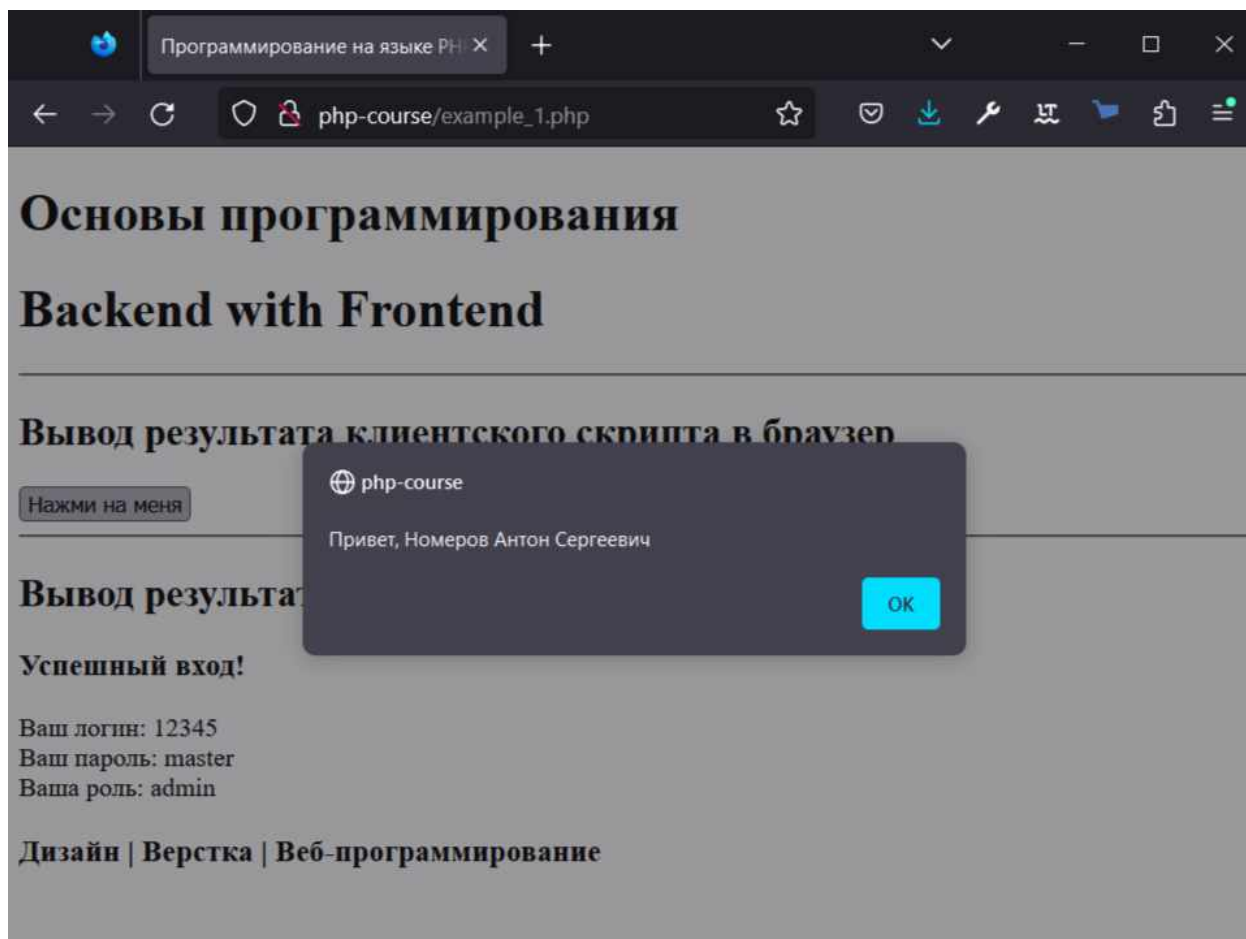 Программирование на языке PH
php-course/example_1.php
Основы программирования
Backend with Frontend
Вывод результата клиентского скрипта в браузер
Нажми на меня
php-course
Привет, Номеров Антон Сергеевич
OK
Вывод
Успешный вход!
Ваш логин: 12345
Ваш пароль: master
Ваша роль: admin
Дизайн | Верстка | Веб-программирование